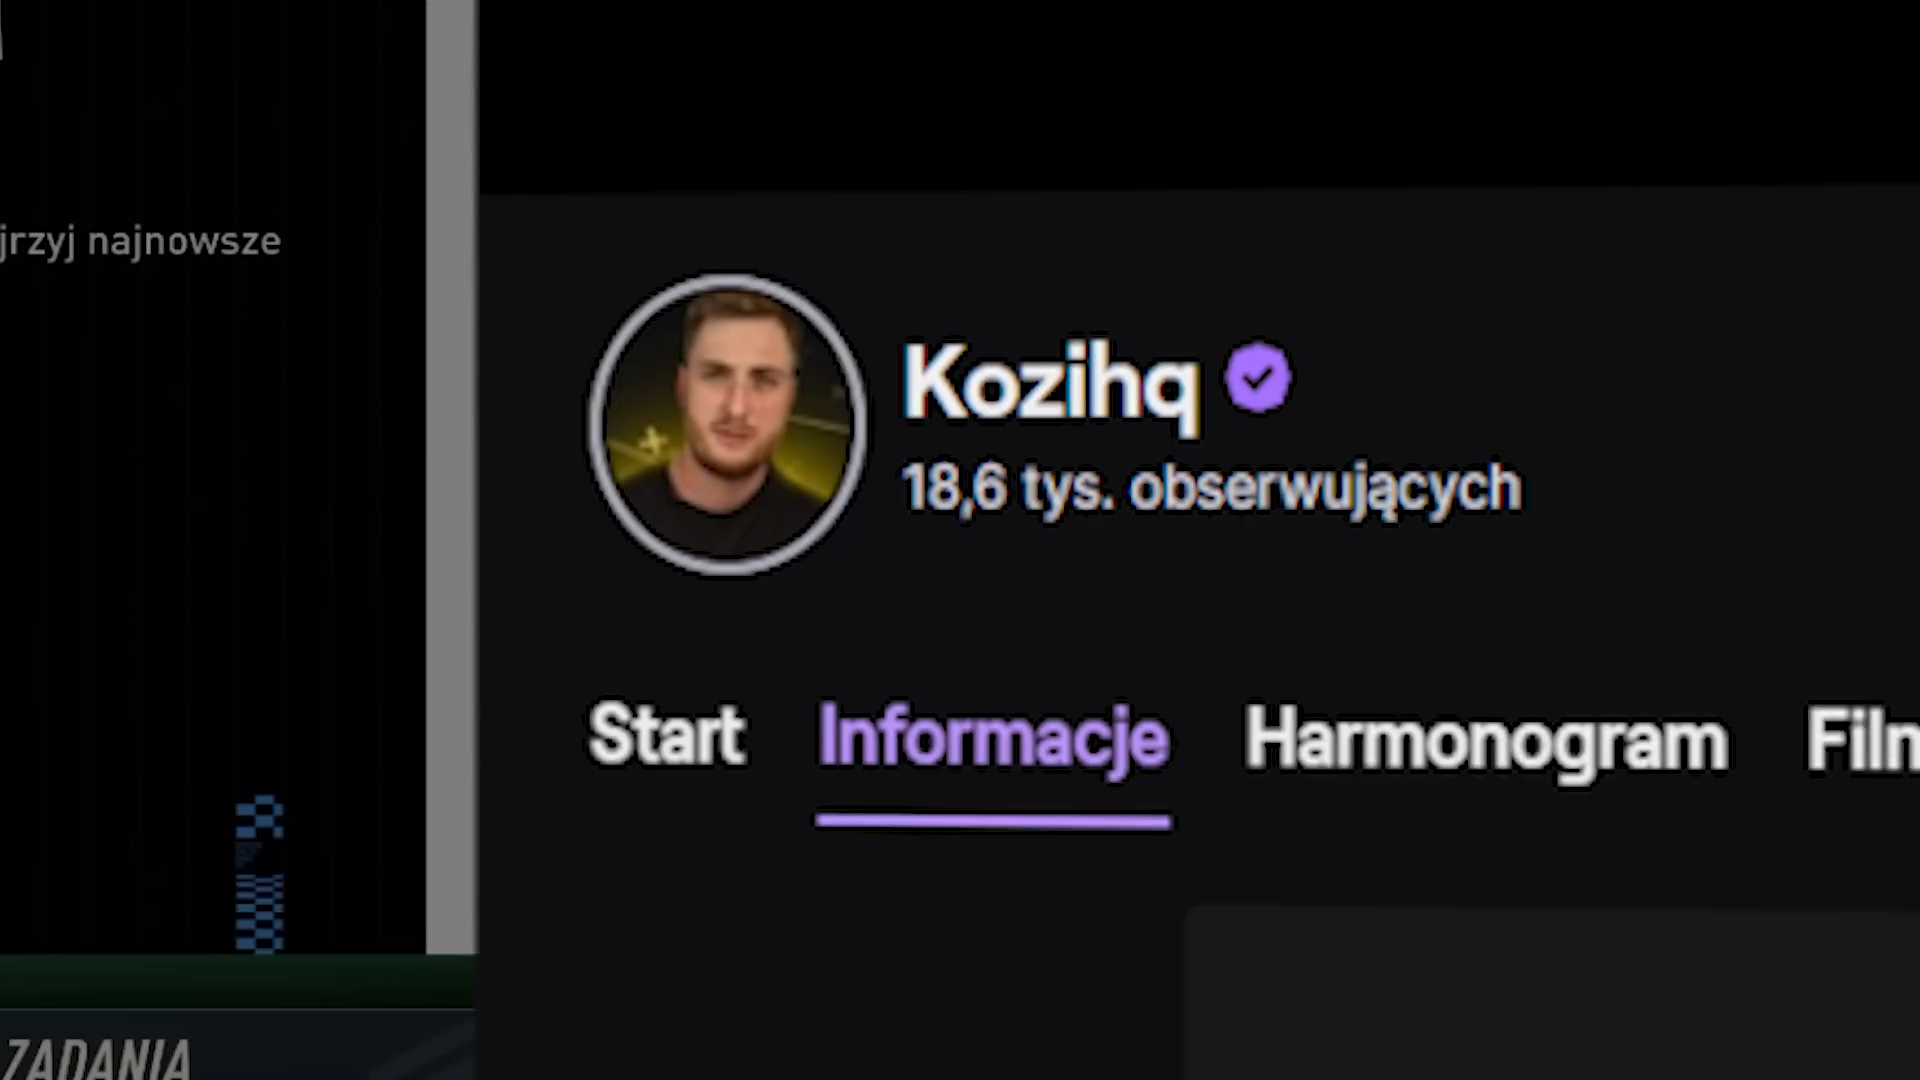 jrzyj najnowsze
Kozihq
18,6 tys. obserwujących
Start Informacje Harmonogram
ZADANIA